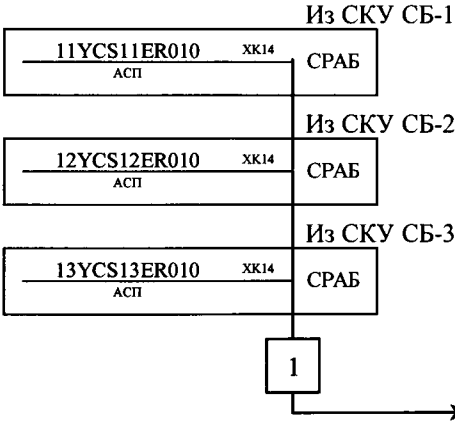 Из СКУ СБ-1
11YCS11ER010 XK14 СРАБ
АСП
Из СКУ СБ-2
12YCS12ER010 XK14 СРАБ
АСП
Из СКУ СБ-3
13YCS13ER010 XK14 СРАБ
АСП
1